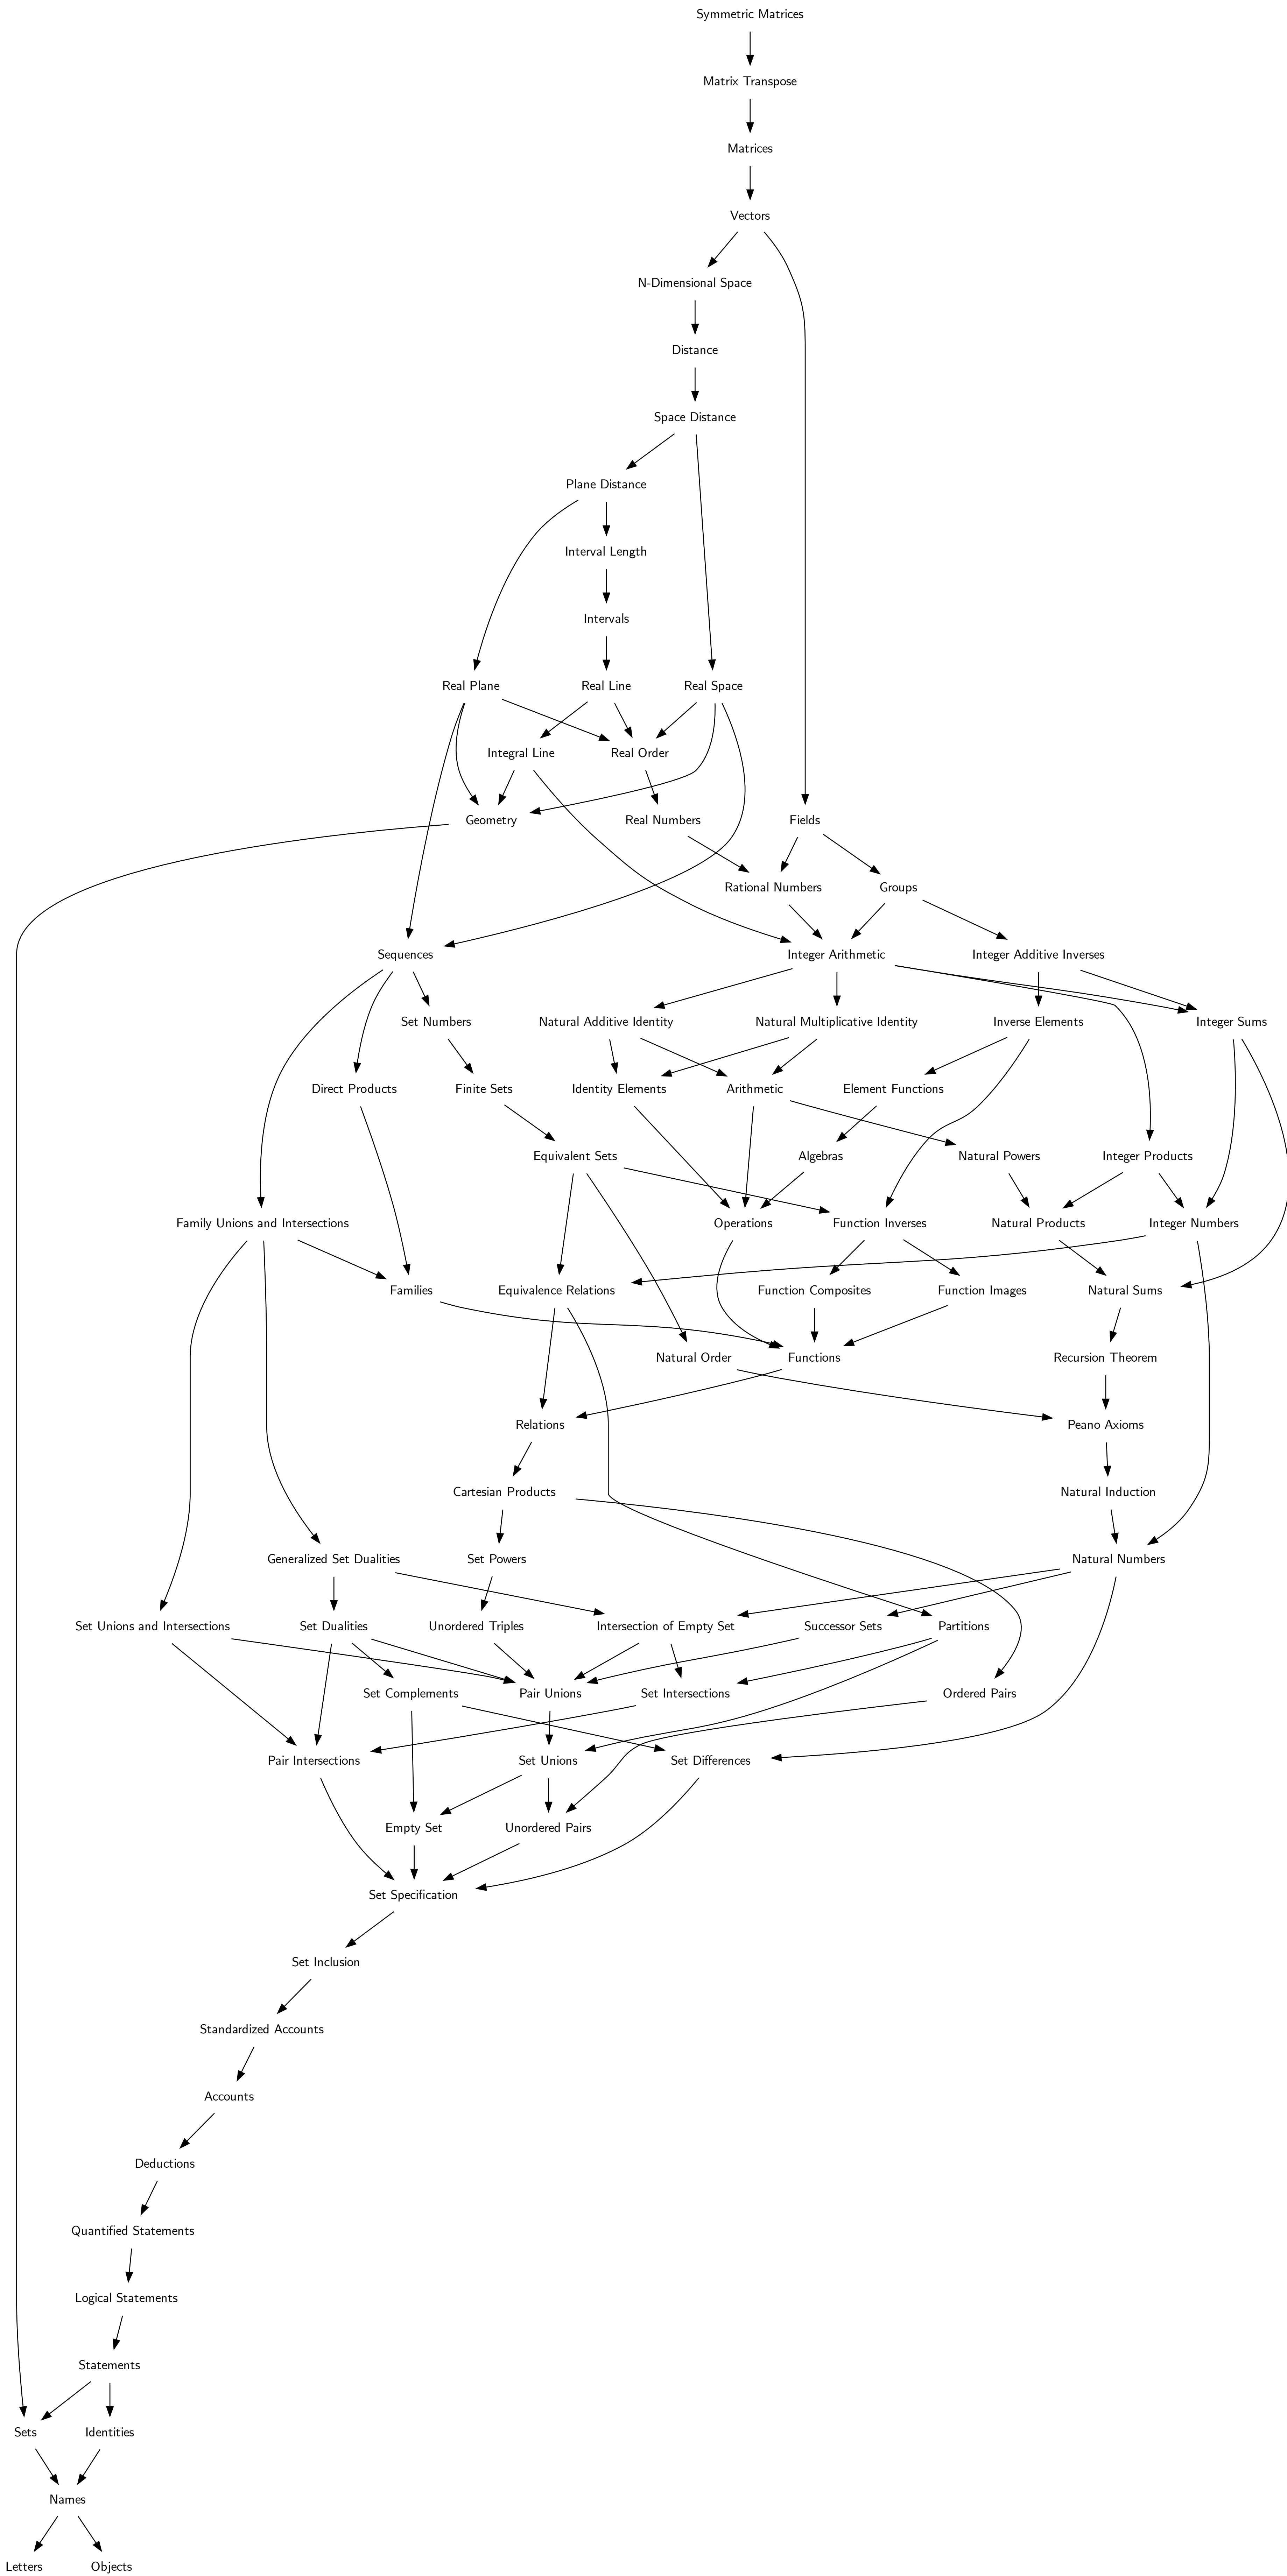 Symmetric Matrices
Matrix Transpose
Matrices
Vectors
N-Dimensional Space
Distance
Space Distance
Plane Distance
Interval Length
Intervals
Real Plane
Real Line
Real Space
Integral Line
Real Order
Geometry
Real Numbers
Fields
Rational Numbers
Groups
Sequences
Integer Arithmetic
Integer Additive Inverses
Set Numbers
Natural Additive Identity
Natural Multiplicative Identity
Inverse Elements
Integer Sums
Direct Products
Finite Sets
Identity Elements
Arithmetic
Element Functions
Equivalent Sets
Algebras
Natural Powers
Integer Products
Family Unions and Intersections
Operations
Function Inverses
Natural Products
Integer Numbers
Families
Equivalence Relations
Function Composites
Function Images
Natural Sums
Natural Order
Functions
Recursion Theorem
Relations
Peano Axioms
Cartesian Products
Natural Induction
Generalized Set Dualities
Set Powers
Natural Numbers
Set Unions and Intersections
Set Dualities
Unordered Triples
Intersection of Empty Set
Successor Sets
Partitions
Set Complements
Pair Unions
Set Intersections
Ordered Pairs
Pair Intersections
Set Unions
Set Differences
Empty Set
Unordered Pairs
Set Specification
Set Inclusion
Standardized Accounts
Accounts
Deductions
Quantified Statements
Logical Statements
Statements
Sets
Identities
Names
Letters
Objects